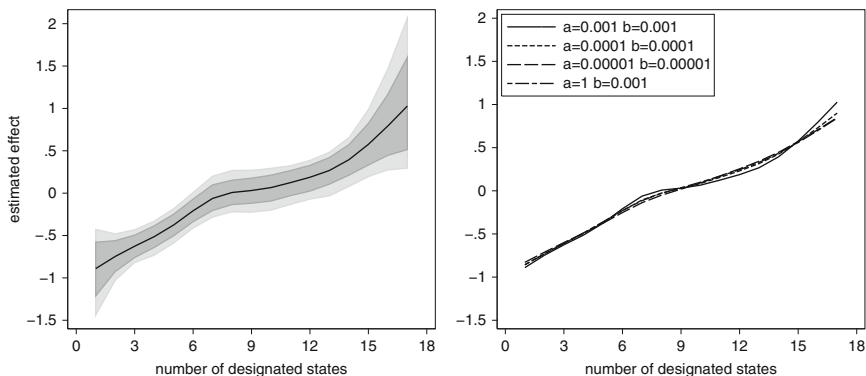 2
1.5
1
.5
0
−.5
−1
−1.5
estimated effect
0 3 6 9 12 15 18
number of designated states
2
1.5
1
.5
0
−.5
−1
−1.5
a=0.001 b=0.001
a=0.0001 b=0.0001
a=0.00001 b=0.00001
a=1 b=0.001
0 3 6 9 12 15 18
number of designated states